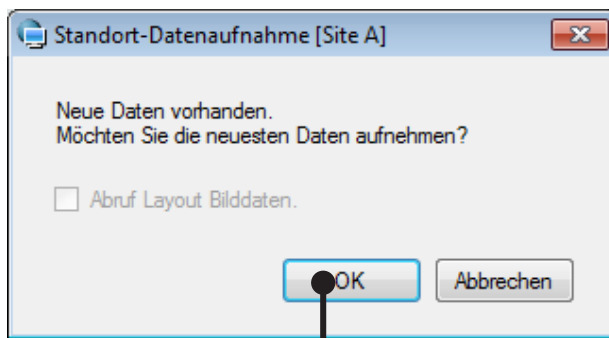 Standort-Datenaufnahme [Site A]
Neue Daten vorhanden.
Möchten Sie die neuesten Daten aufnehmen?
Abruf Layout Bilddaten.
OK
Abbrechen